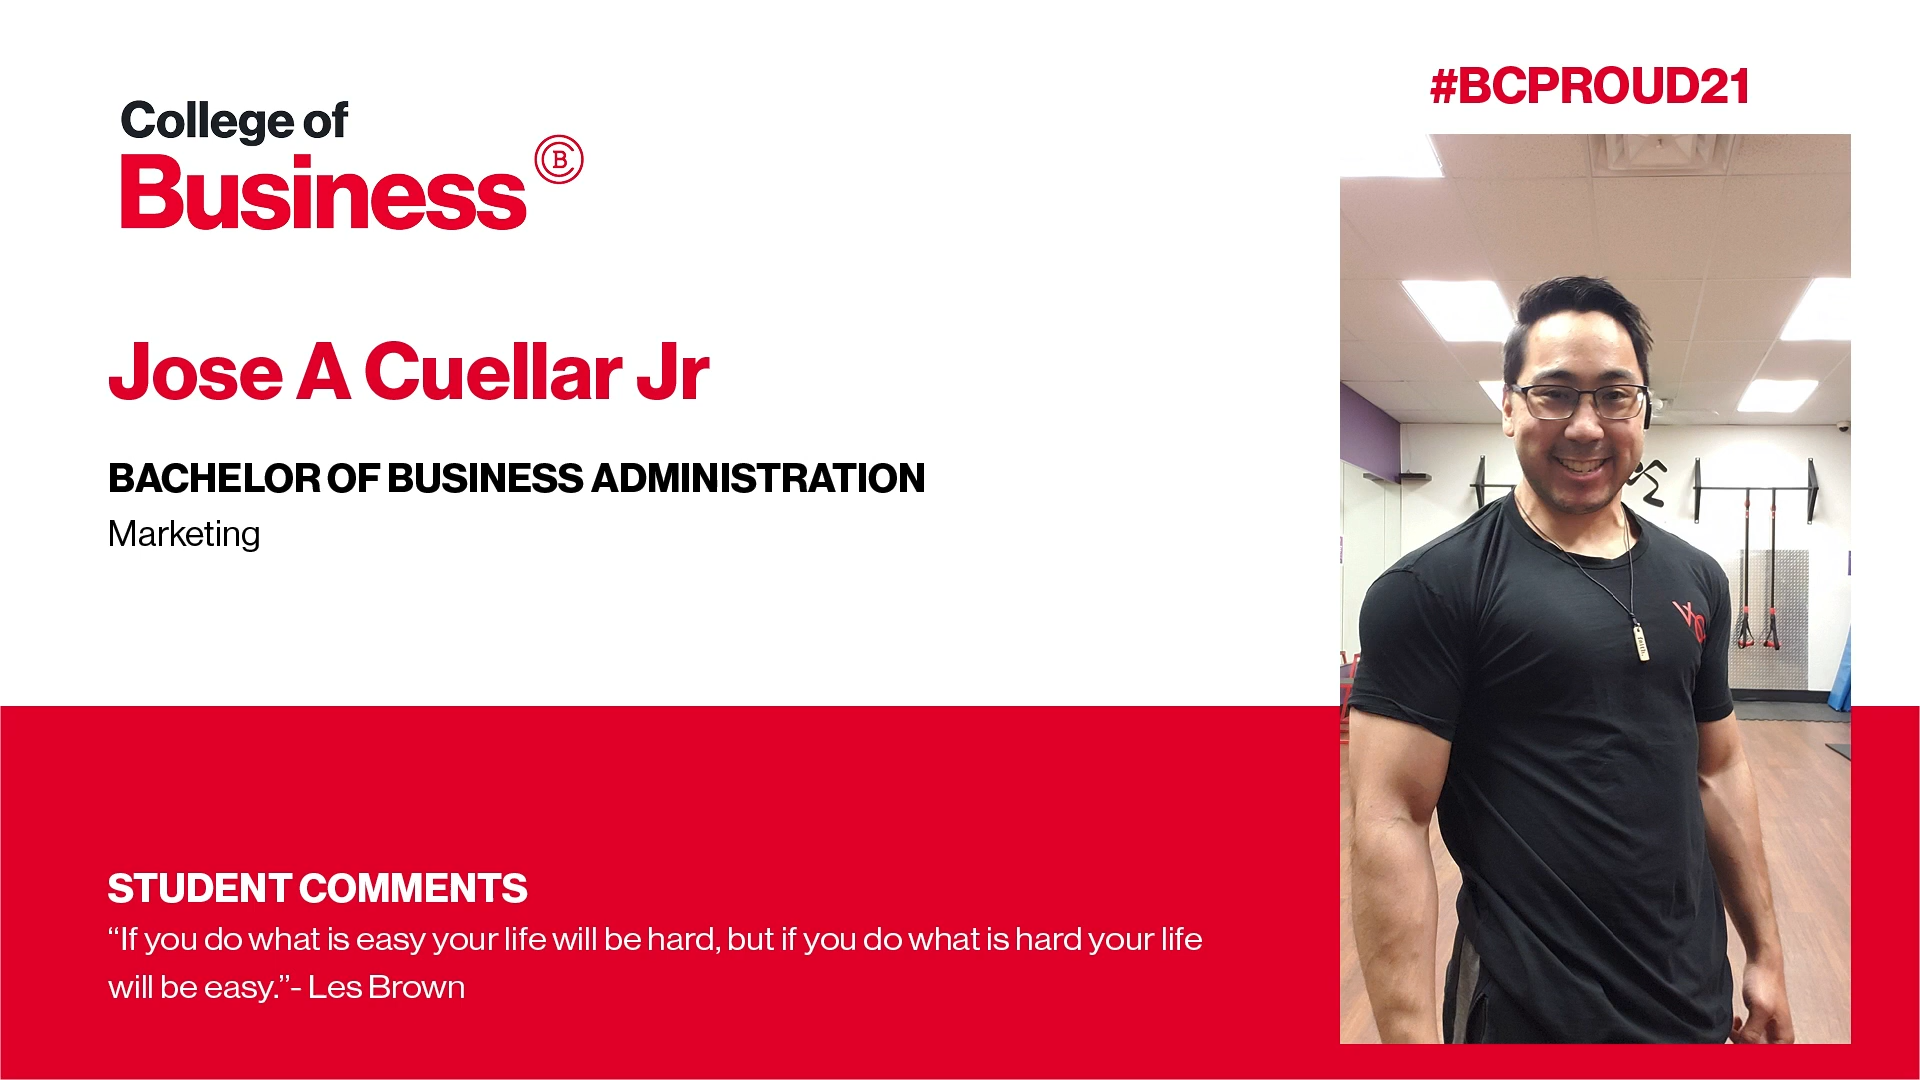 #BCPROUD21
College of
Business
B
Jose A Cuellar Jr
BACHELOR OF BUSINESS ADMINISTRATION
Marketing
faith.
STUDENT COMMENTS
“If you do what is easy your life will be hard, but if you do what is hard your life
will be easy.”- Les Brown